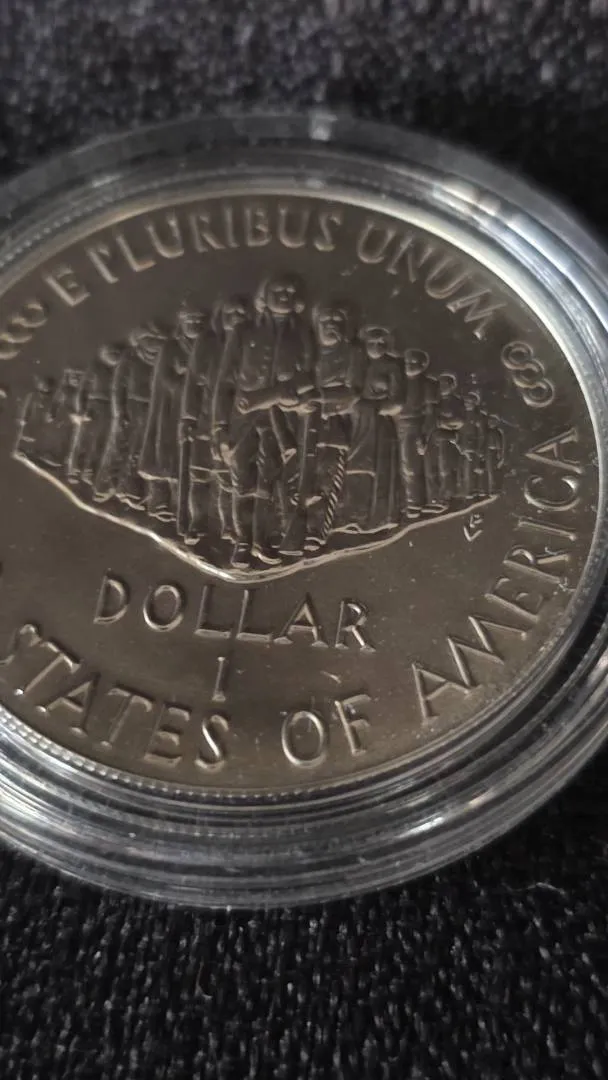 E PLURIBUS UNUM
DOLLAR
1
STATES OF AMERICA